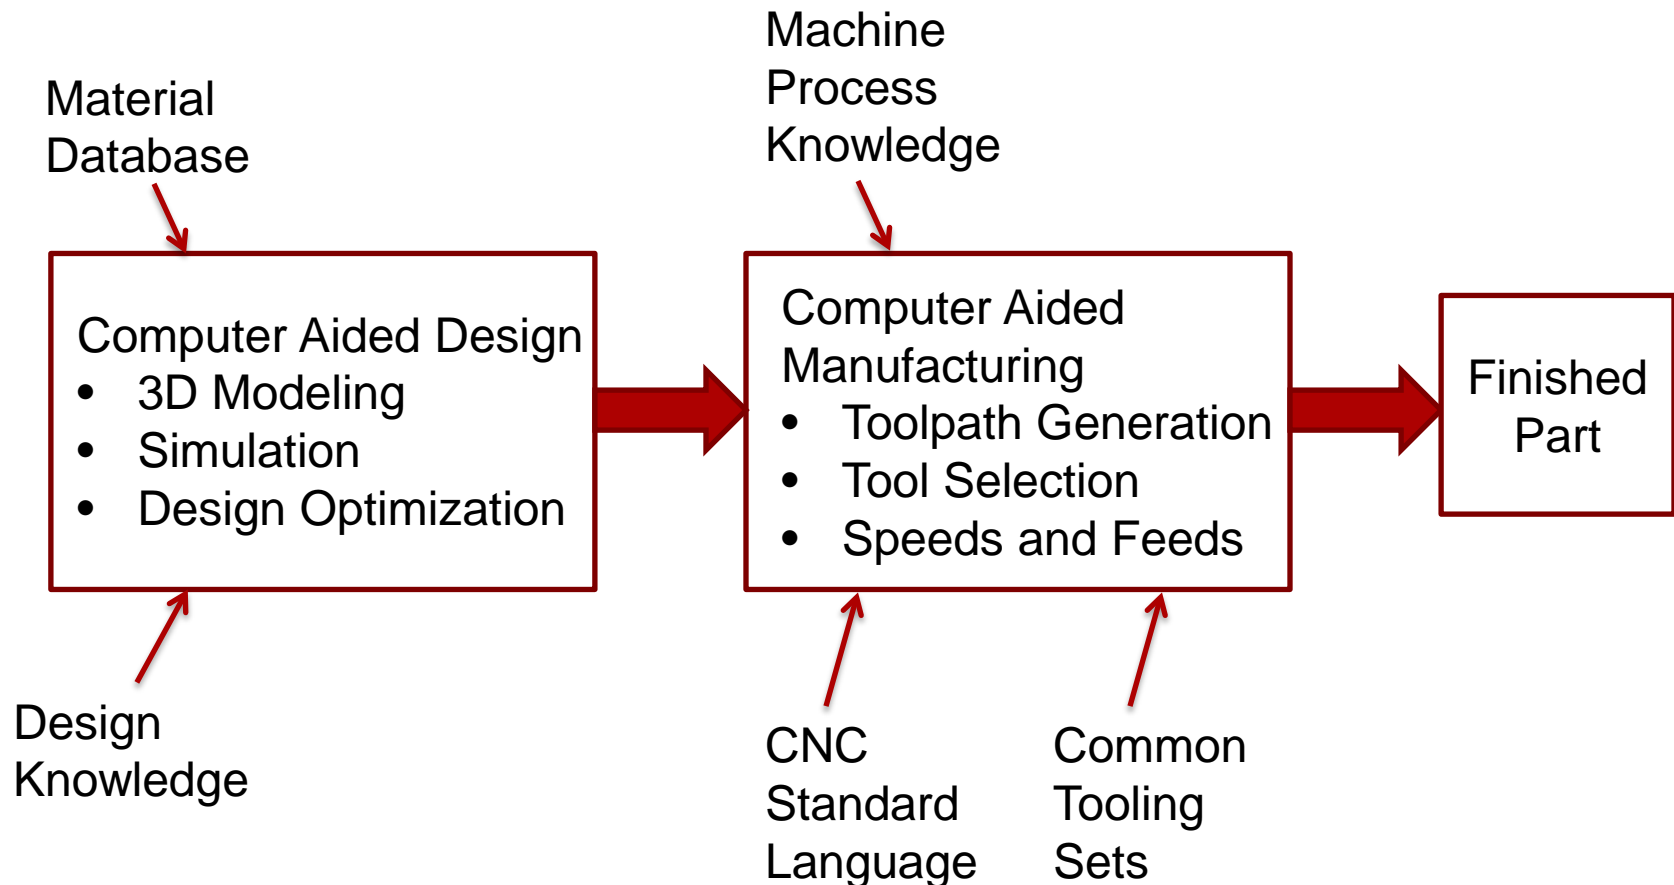 Material
Database
Machine
Process
Knowledge
Computer Aided Design
• 3D Modeling
• Simulation
• Design Optimization
Computer Aided
Manufacturing
• Toolpath Generation
• Tool Selection
• Speeds and Feeds
Finished
Part
Design
Knowledge
CNC
Standard
Language
Common
Tooling
Sets